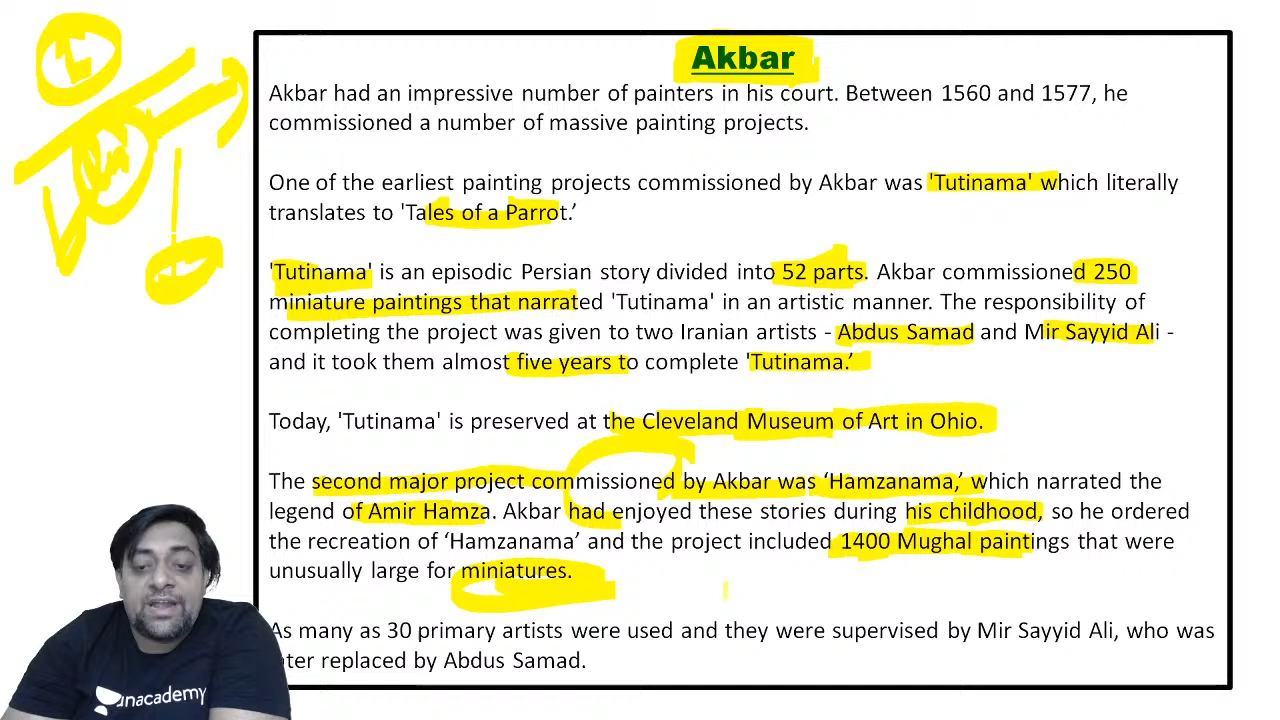 Akbar
Akbar had an impressive number of painters in his court. Between 1560 and 1577, he
commissioned a number of massive painting projects.
One of the earliest painting projects commissioned by Akbar was 'Tutinama' which literally
translates to 'Tales of a Parrot.’
'Tutinama' is an episodic Persian story divided into 52 parts. Akbar commissioned 250
miniature paintings that narrated 'Tutinama' in an artistic manner. The responsibility of
completing the project was given to two Iranian artists - Abdus Samad and Mir Sayyid Ali -
and it took them almost five years to complete 'Tutinama.’
Today, 'Tutinama' is preserved at the Cleveland Museum of Art in Ohio.
The second major project commissioned by Akbar was ‘Hamzanama,’ which narrated the
legend of Amir Hamza. Akbar had enjoyed these stories during his childhood, so he ordered
the recreation of ‘Hamzanama’ and the project included 1400 Mughal paintings that were
unusually large for miniatures.
As many as 30 primary artists were used and they were supervised by Mir Sayyid Ali, who was
later replaced by Abdus Samad.
unacademy